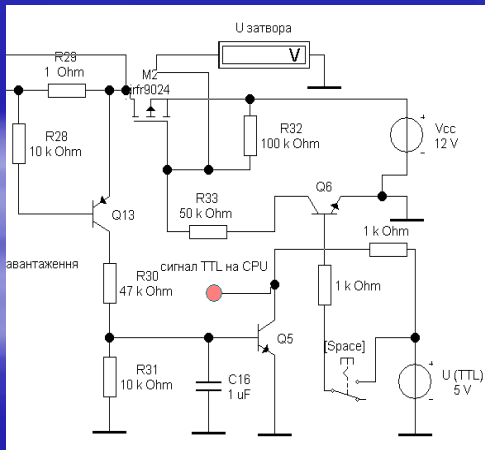 U затвора
V
R29
1 Ohm
M2
irfr9024
R28
10 k Ohm
R32
100 k Ohm
Vcc
12 V
+
R33
50 k Ohm
Q6
Q13
1 k Ohm
авантаження
R30
47 k Ohm
сигнал TTL на CPU
1 k Ohm
Q5
[Space]
R31
10 k Ohm
C16
1 uF
+
U (TTL)
5 V